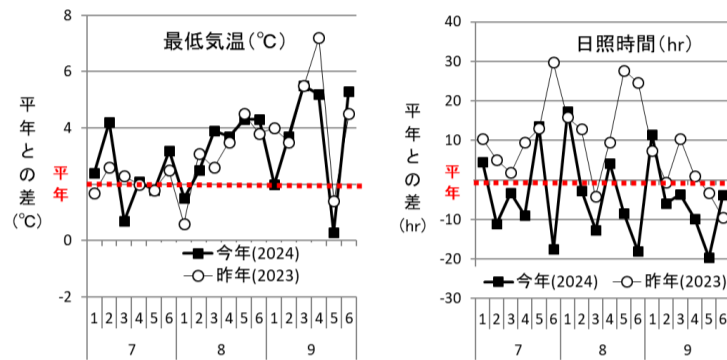 最低気温(℃)
平年との差(℃)
平年
8
6
4
2
0
-2
今年(2024)
昨年(2023)
1 2 3 4 5 6 1 2 3 4 5 6 1 2 3 4 5 6
7 8 9
日照時間(hr)
平年との差(hr)
平年
40
30
20
10
-10
-20
-30
今年(2024)
昨年(2023)
1 2 3 4 5 6 1 2 3 4 5 6 1 2 3 4 5 6
7 8 9